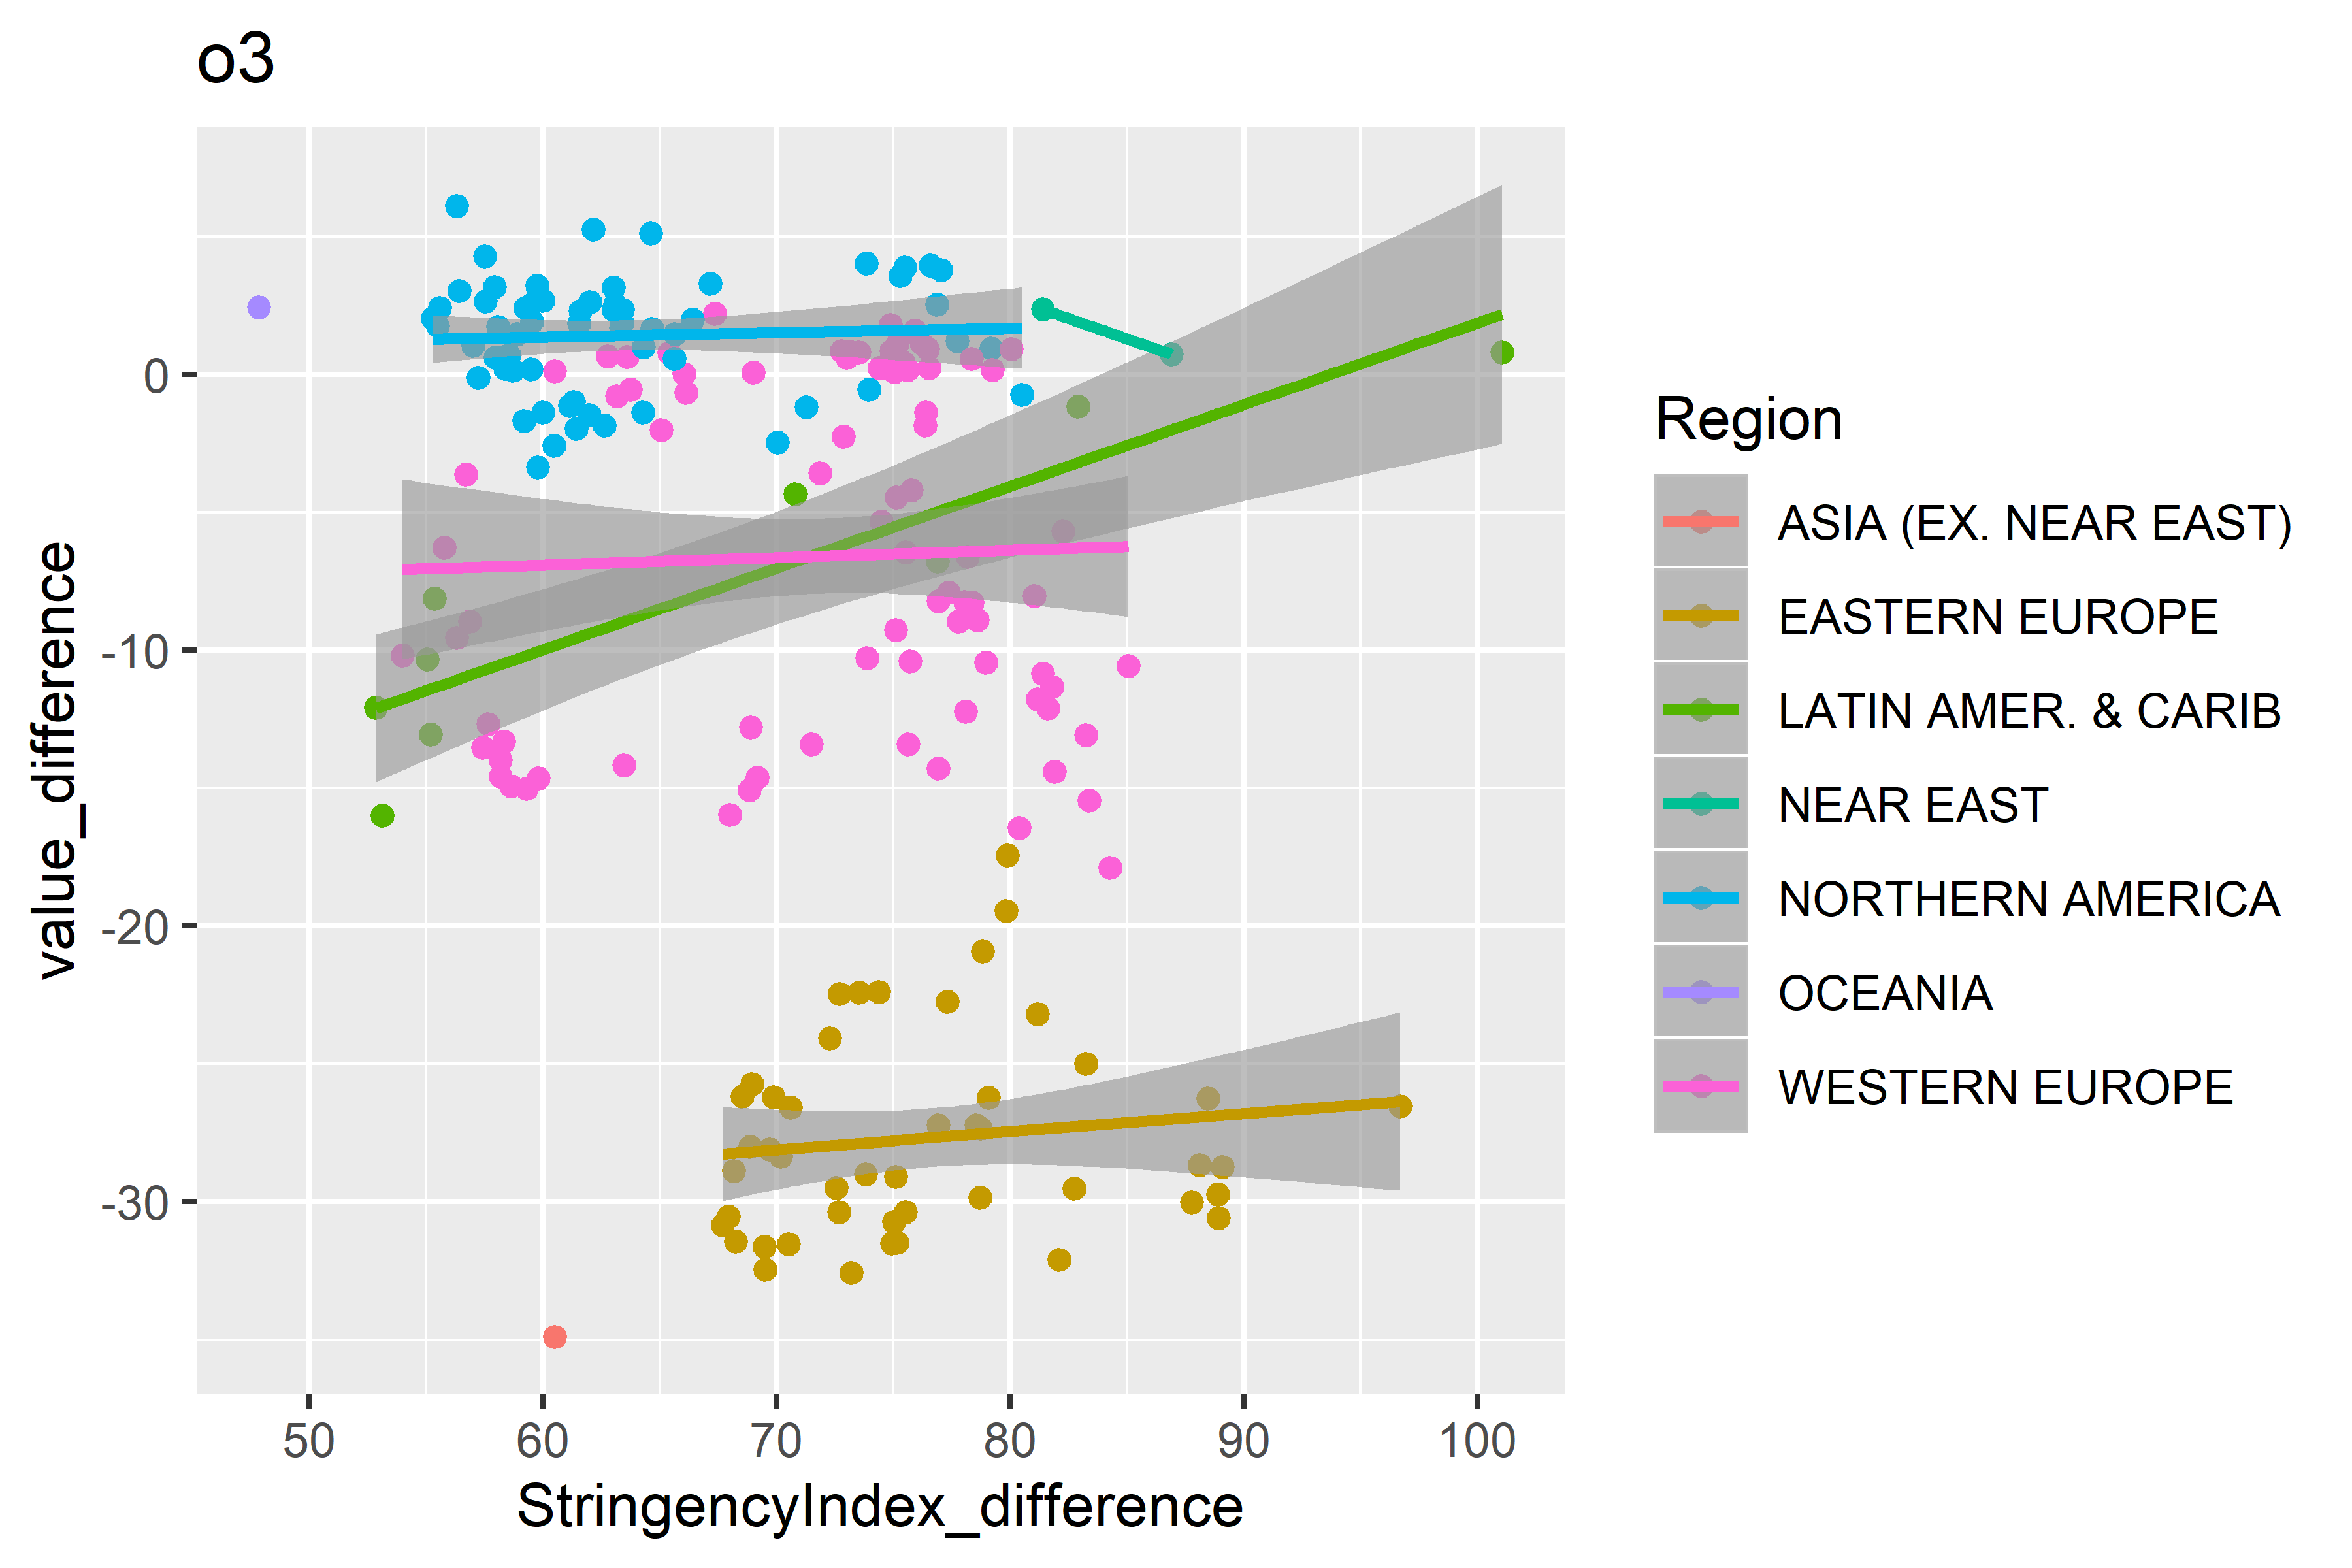 o3
value_difference
0
-10
-20
-30
50 60 70 80 90 100
StringencyIndex_difference
Region
ASIA (EX. NEAR EAST)
EASTERN EUROPE
LATIN AMER. & CARIB
NEAR EAST
NORTHERN AMERICA
OCEANIA
WESTERN EUROPE